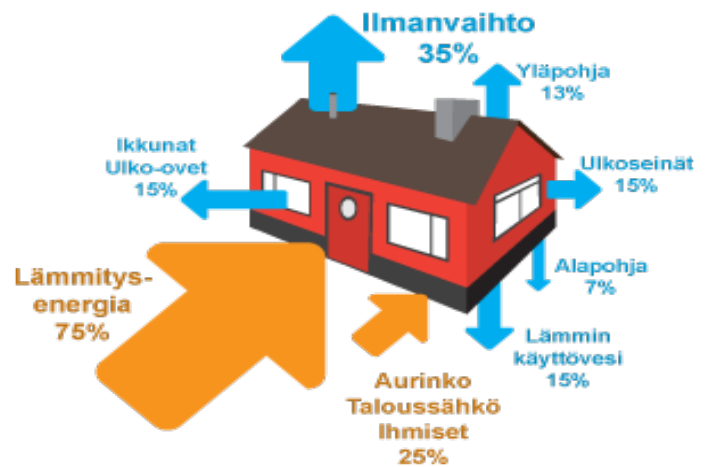 Ilmanvaihto
35%
Yläpohja
13%
Ikkunat
Ulko-ovet
15%
Ulkoseinät
15%
Lämmitys-
energia
75%
Alapohja
7%
Lämmin
käyttövesi
15%
Aurinko
Taloussähkö
Ihmiset
25%